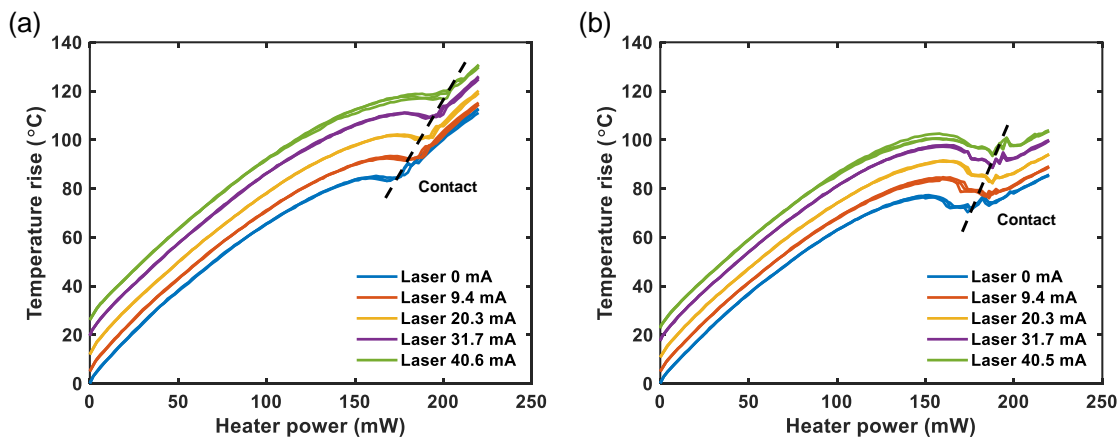 (a)
Temperature rise (°C)
140
120
100
80
60
40
20
0
0 50 100 150 200 250
Heater power (mW)
Contact
Laser 0 mA
Laser 9.4 mA
Laser 20.3 mA
Laser 31.7 mA
Laser 40.6 mA
(b)
Temperature rise (°C)
140
120
100
80
60
40
20
0
0 50 100 150 200 250
Heater power (mW)
Contact
Laser 0 mA
Laser 9.4 mA
Laser 20.3 mA
Laser 31.7 mA
Laser 40.5 mA